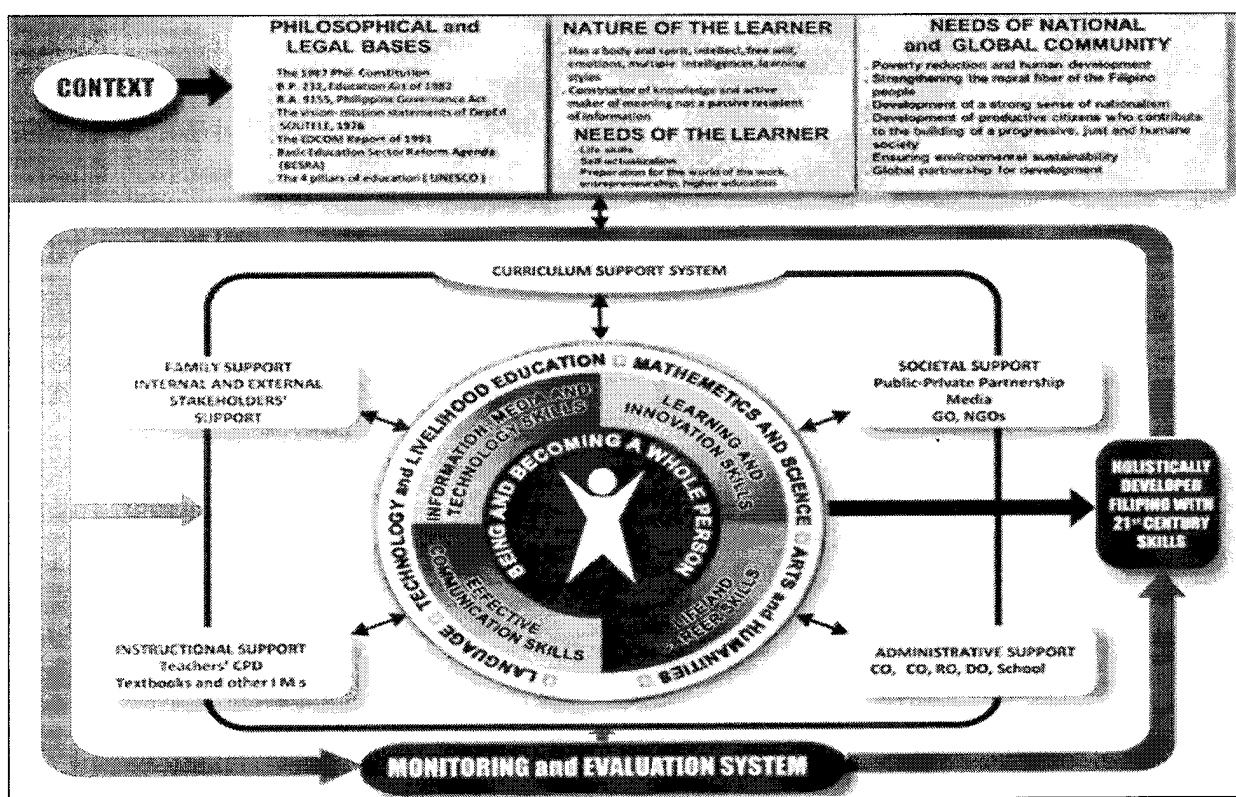 CONTEXT
PHILOSOPHICAL and
LEGAL BASES
The 1987 Phil. Constitution
B.P. 232, Education Act of 1982
R.A. 9155, Philippine Governance Act
The vision-mission statements of DepEd
SOUTELE, 1976
The EDCOM Report of 1991
Basic Education Sector Reform Agenda
(BESRA)
The 4 pillars of education ( UNESCO )
NATURE OF THE LEARNER
Has a body and spirit, intellect, free will,
emotions, multiple intelligences, learning
styles
Constructor of knowledge and active
maker of meaning not a passive recipient
of information
NEEDS OF THE LEARNER
Life skills
Self-actualization
Preparation for the world of the work,
entrepreneurship, higher education
NEEDS OF NATIONAL
and GLOBAL COMMUNITY
Poverty reduction and human development
Strengthening the moral fiber of the Filipino
people
Development of a strong sense of nationalism
Development of productive citizens who contribute
to the building of a progressive, just and humane
society
Ensuring environmental sustainability
Global partnership for development
CURRICULUM SUPPORT SYSTEM
FAMILY SUPPORT
INTERNAL AND EXTERNAL
STAKEHOLDERS'
SUPPORT
SOCIETAL SUPPORT
Public-Private Partnership
Media
GO, NGOs
TECHNOLOGY and LIVELIHOOD EDUCATION
MATHEMETICS AND SCIENCE
ARTS and HUMANITIES
LANGUAGE
INFORMATION, MEDIA AND
TECHNOLOGY SKILLS
LEARNING AND
INNOVATION SKILLS
EFFECTIVE
COMMUNICATION SKILLS
LIFE AND
REER SKILLS
BEING AND BECOMING A WHOLE PERSON
HOLISTICALLY
DEVELOPED
FILIPINO WITH
21ST CENTURY
SKILLS
INSTRUCTIONAL SUPPORT
Teachers' CPD
Textbooks and other I M s
ADMINISTRATIVE SUPPORT
CO, CO, RO, DO, School
MONITORING and EVALUATION SYSTEM